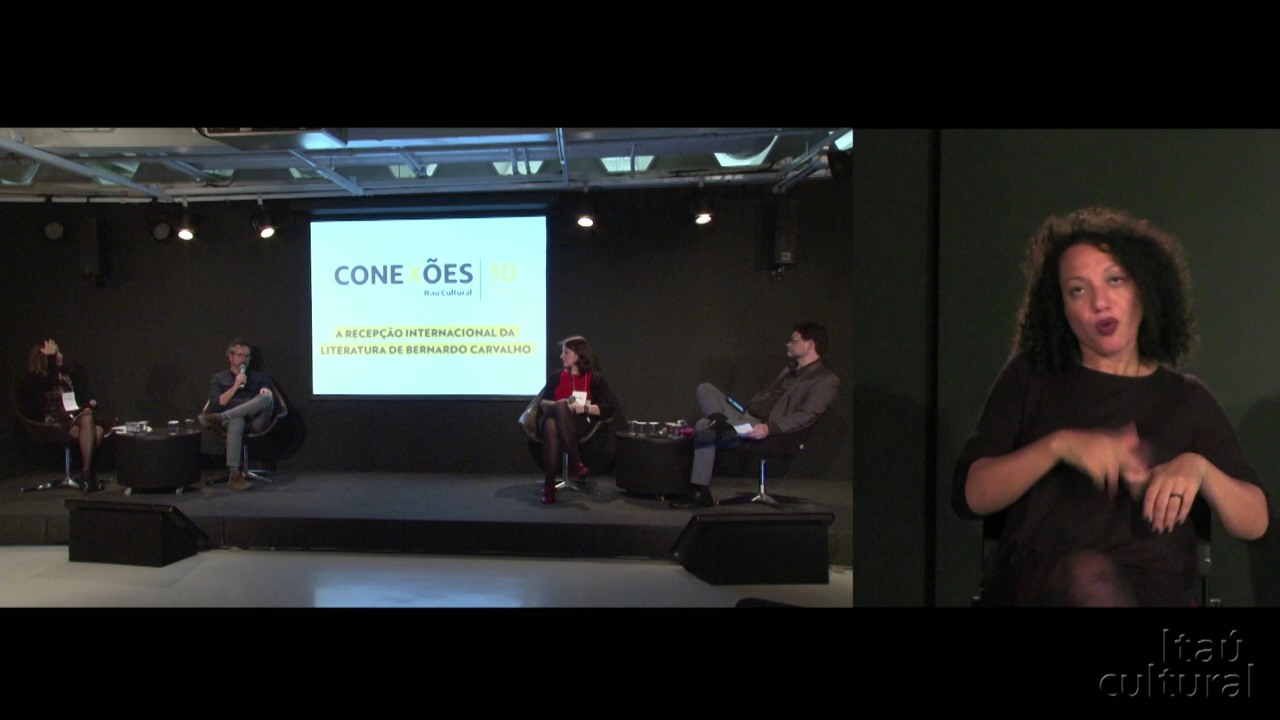 CONEXÕES 10
Itaú Cultural
A RECEPÇÃO INTERNACIONAL DA
LITERATURA DE BERNARDO CARVALHO
Itaú
cultural